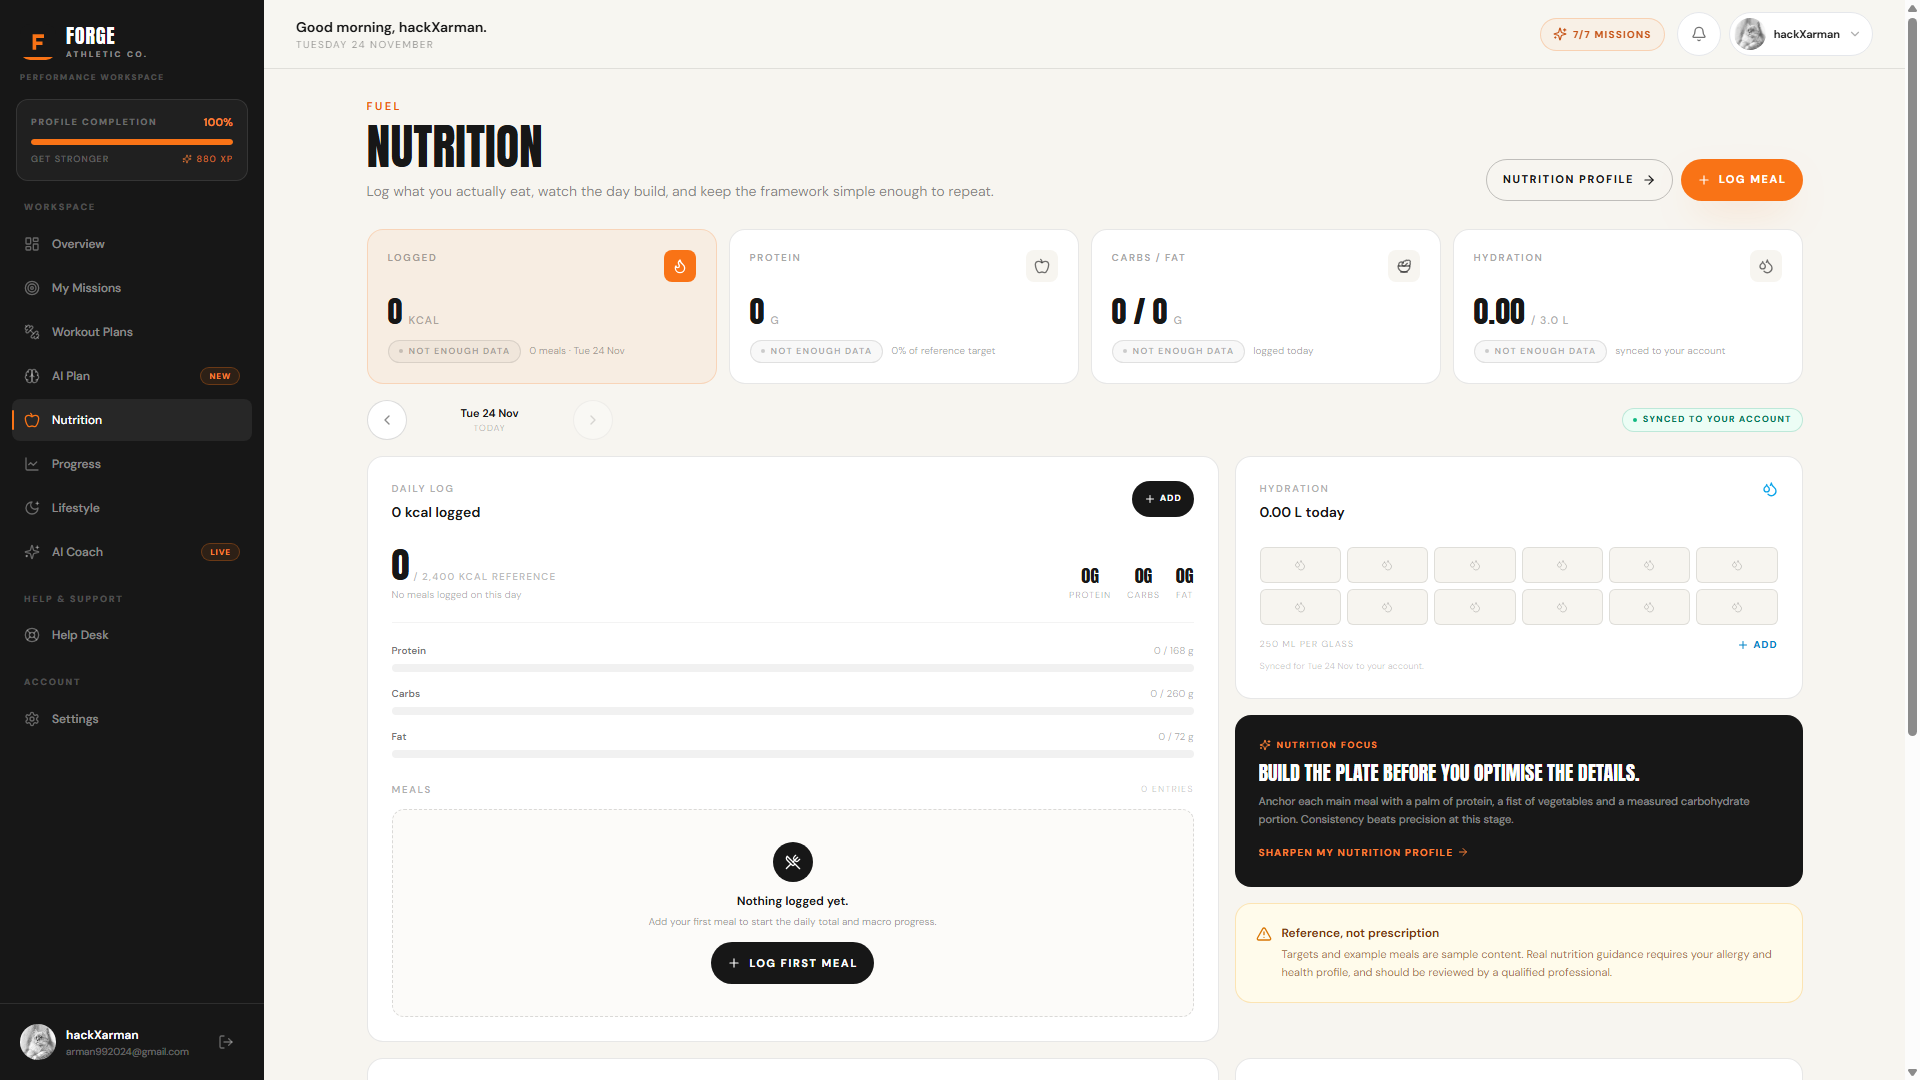 F
FORGE
ATHLETIC CO.
PERFORMANCE WORKSPACE
PROFILE COMPLETION 100%
GET STRONGER 880 XP
WORKSPACE
Overview
My Missions
Workout Plans
AI Plan NEW
Nutrition
Progress
Lifestyle
AI Coach LIVE
HELP & SUPPORT
Help Desk
ACCOUNT
Settings
hackXarman
arman992024@gmail.com
Good morning, hackXarman.
TUESDAY 24 NOVEMBER
7/7 MISSIONS
hackXarman
FUEL
NUTRITION
Log what you actually eat, watch the day build, and keep the framework simple enough to repeat.
NUTRITION PROFILE
+ LOG MEAL
LOGGED
0 KCAL
NOT ENOUGH DATA 0 meals · Tue 24 Nov
PROTEIN
0 G
NOT ENOUGH DATA 0% of reference target
CARBS / FAT
0 / 0 G
NOT ENOUGH DATA logged today
HYDRATION
0.00 / 3.0 L
NOT ENOUGH DATA synced to your account
Tue 24 Nov
TODAY
SYNCED TO YOUR ACCOUNT
DAILY LOG
0 kcal logged
+ ADD
0 / 2,400 KCAL REFERENCE
No meals logged on this day
0G 0G 0G
PROTEIN CARBS FAT
Protein 0 / 168 g
Carbs 0 / 260 g
Fat 0 / 72 g
MEALS 0 ENTRIES
Nothing logged yet.
Add your first meal to start the daily total and macro progress.
+ LOG FIRST MEAL
HYDRATION
0.00 L today
250 ML PER GLASS + ADD
Synced for Tue 24 Nov to your account.
NUTRITION FOCUS
BUILD THE PLATE BEFORE YOU OPTIMISE THE DETAILS.
Anchor each main meal with a palm of protein, a fist of vegetables and a measured carbohydrate
portion. Consistency beats precision at this stage.
SHARPEN MY NUTRITION PROFILE
Reference, not prescription
Targets and example meals are sample content. Real nutrition guidance requires your allergy and
health profile, and should be reviewed by a qualified professional.